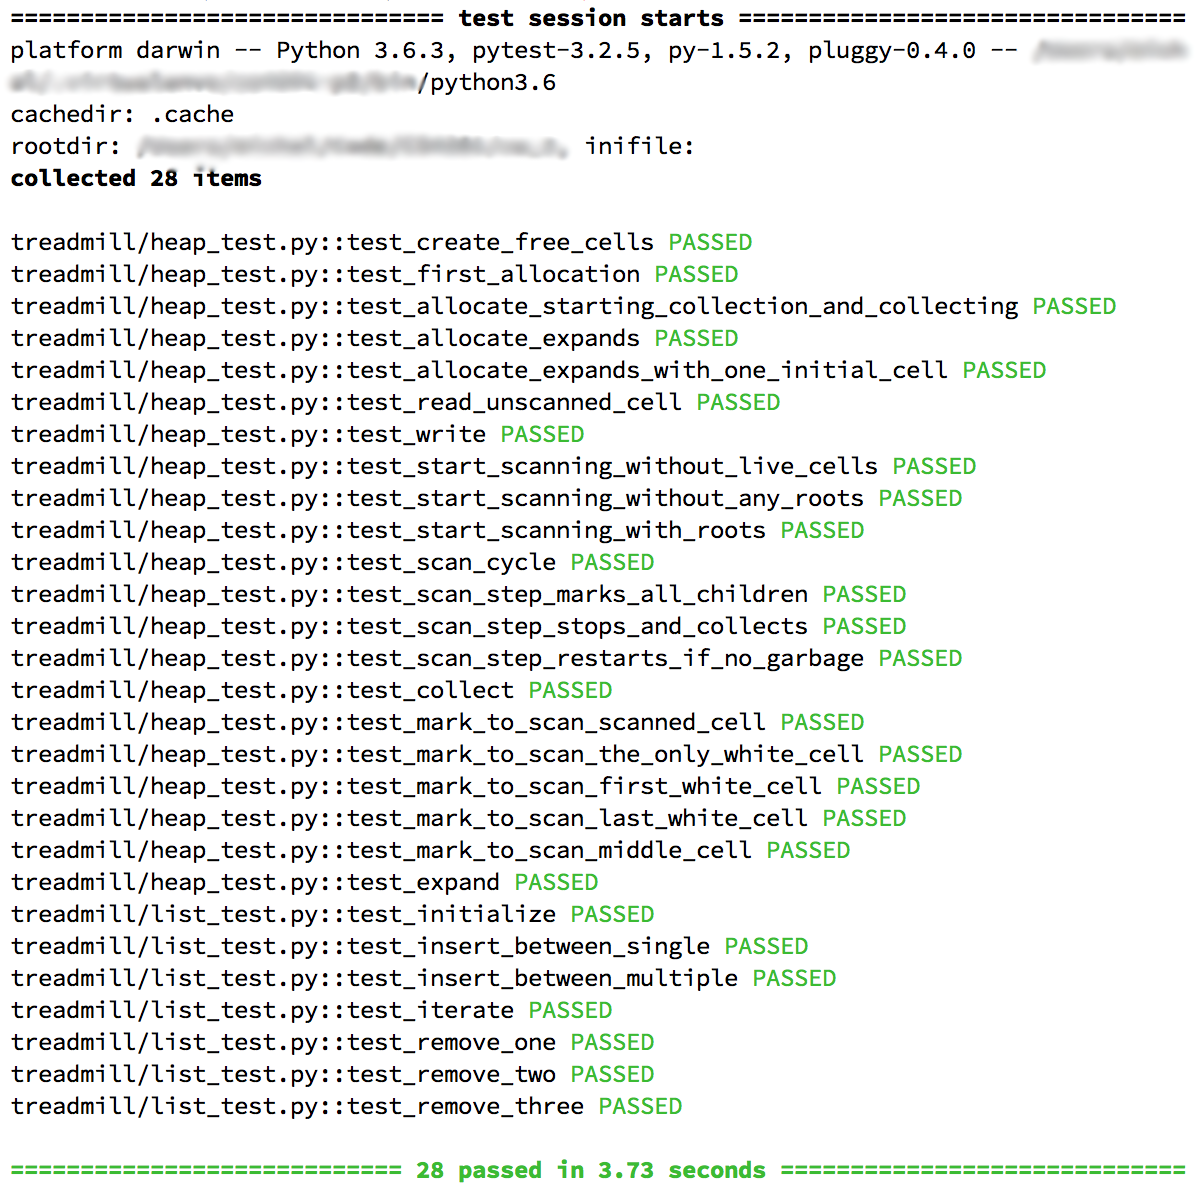 ============================== test session starts ================================
platform darwin -- Python 3.6.3, pytest-3.2.5, py-1.5.2, pluggy-0.4.0 --
/python3.6
cachedir: .cache
rootdir: inifile:
collected 28 items
treadmill/heap_test.py::test_create_free_cells PASSED
treadmill/heap_test.py::test_first_allocation PASSED
treadmill/heap_test.py::test_allocate_starting_collection_and_collecting PASSED
treadmill/heap_test.py::test_allocate_expands PASSED
treadmill/heap_test.py::test_allocate_expands_with_one_initial_cell PASSED
treadmill/heap_test.py::test_read_unscanned_cell PASSED
treadmill/heap_test.py::test_write PASSED
treadmill/heap_test.py::test_start_scanning_without_live_cells PASSED
treadmill/heap_test.py::test_start_scanning_without_any_roots PASSED
treadmill/heap_test.py::test_start_scanning_with_roots PASSED
treadmill/heap_test.py::test_scan_cycle PASSED
treadmill/heap_test.py::test_scan_step_marks_all_children PASSED
treadmill/heap_test.py::test_scan_step_stops_and_collects PASSED
treadmill/heap_test.py::test_scan_step_restarts_if_no_garbage PASSED
treadmill/heap_test.py::test_collect PASSED
treadmill/heap_test.py::test_mark_to_scan_scanned_cell PASSED
treadmill/heap_test.py::test_mark_to_scan_the_only_white_cell PASSED
treadmill/heap_test.py::test_mark_to_scan_first_white_cell PASSED
treadmill/heap_test.py::test_mark_to_scan_last_white_cell PASSED
treadmill/heap_test.py::test_mark_to_scan_middle_cell PASSED
treadmill/heap_test.py::test_expand PASSED
treadmill/list_test.py::test_initialize PASSED
treadmill/list_test.py::test_insert_between_single PASSED
treadmill/list_test.py::test_insert_between_multiple PASSED
treadmill/list_test.py::test_iterate PASSED
treadmill/list_test.py::test_remove_one PASSED
treadmill/list_test.py::test_remove_two PASSED
treadmill/list_test.py::test_remove_three PASSED
============================ 28 passed in 3.73 seconds =============================